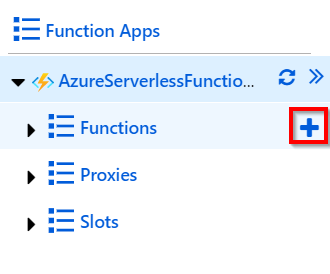 Function Apps
AzureServerlessFunctio...
Functions
Proxies
Slots